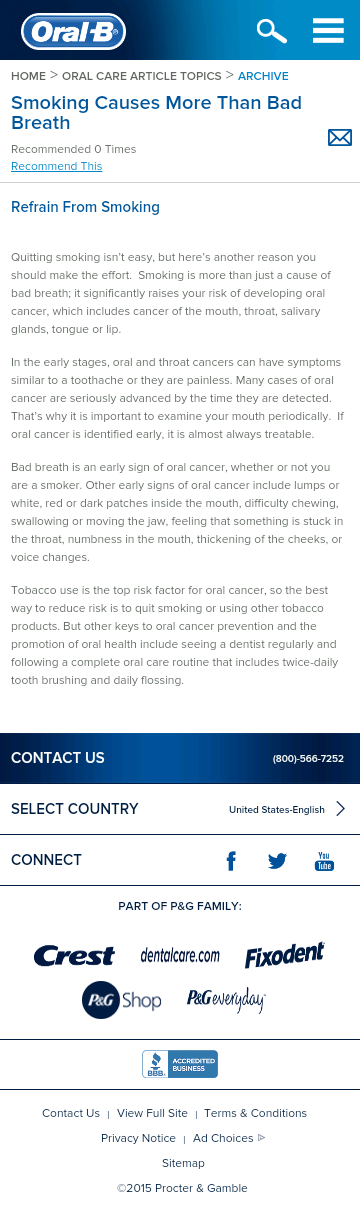 Oral-B
HOME > ORAL CARE ARTICLE TOPICS > ARCHIVE
Smoking Causes More Than Bad
Breath
Recommended 0 Times
Recommend This
Refrain From Smoking
Quitting smoking isn’t easy, but here’s another reason you
should make the effort.  Smoking is more than just a cause of
bad breath; it significantly raises your risk of developing oral
cancer, which includes cancer of the mouth, throat, salivary
glands, tongue or lip.
In the early stages, oral and throat cancers can have symptoms
similar to a toothache or they are painless. Many cases of oral
cancer are seriously advanced by the time they are detected.
That’s why it is important to examine your mouth periodically.  If
oral cancer is identified early, it is almost always treatable.
Bad breath is an early sign of oral cancer, whether or not you
are a smoker. Other early signs of oral cancer include lumps or
white, red or dark patches inside the mouth, difficulty chewing,
swallowing or moving the jaw, feeling that something is stuck in
the throat, numbness in the mouth, thickening of the cheeks, or
voice changes.
Tobacco use is the top risk factor for oral cancer, so the best
way to reduce risk is to quit smoking or using other tobacco
products. But other keys to oral cancer prevention and the
promotion of oral health include seeing a dentist regularly and
following a complete oral care routine that includes twice-daily
tooth brushing and daily flossing.
CONTACT US (800)-566-7252
SELECT COUNTRY United States-English
CONNECT
You
Tube
PART OF P&G FAMILY:
Crest dentalcare.com Fixodent
P&G Shop P&G everyday
BBB. ACCREDITED
BUSINESS
Contact Us | View Full Site | Terms & Conditions
Privacy Notice | Ad Choices
Sitemap
©2015 Procter & Gamble